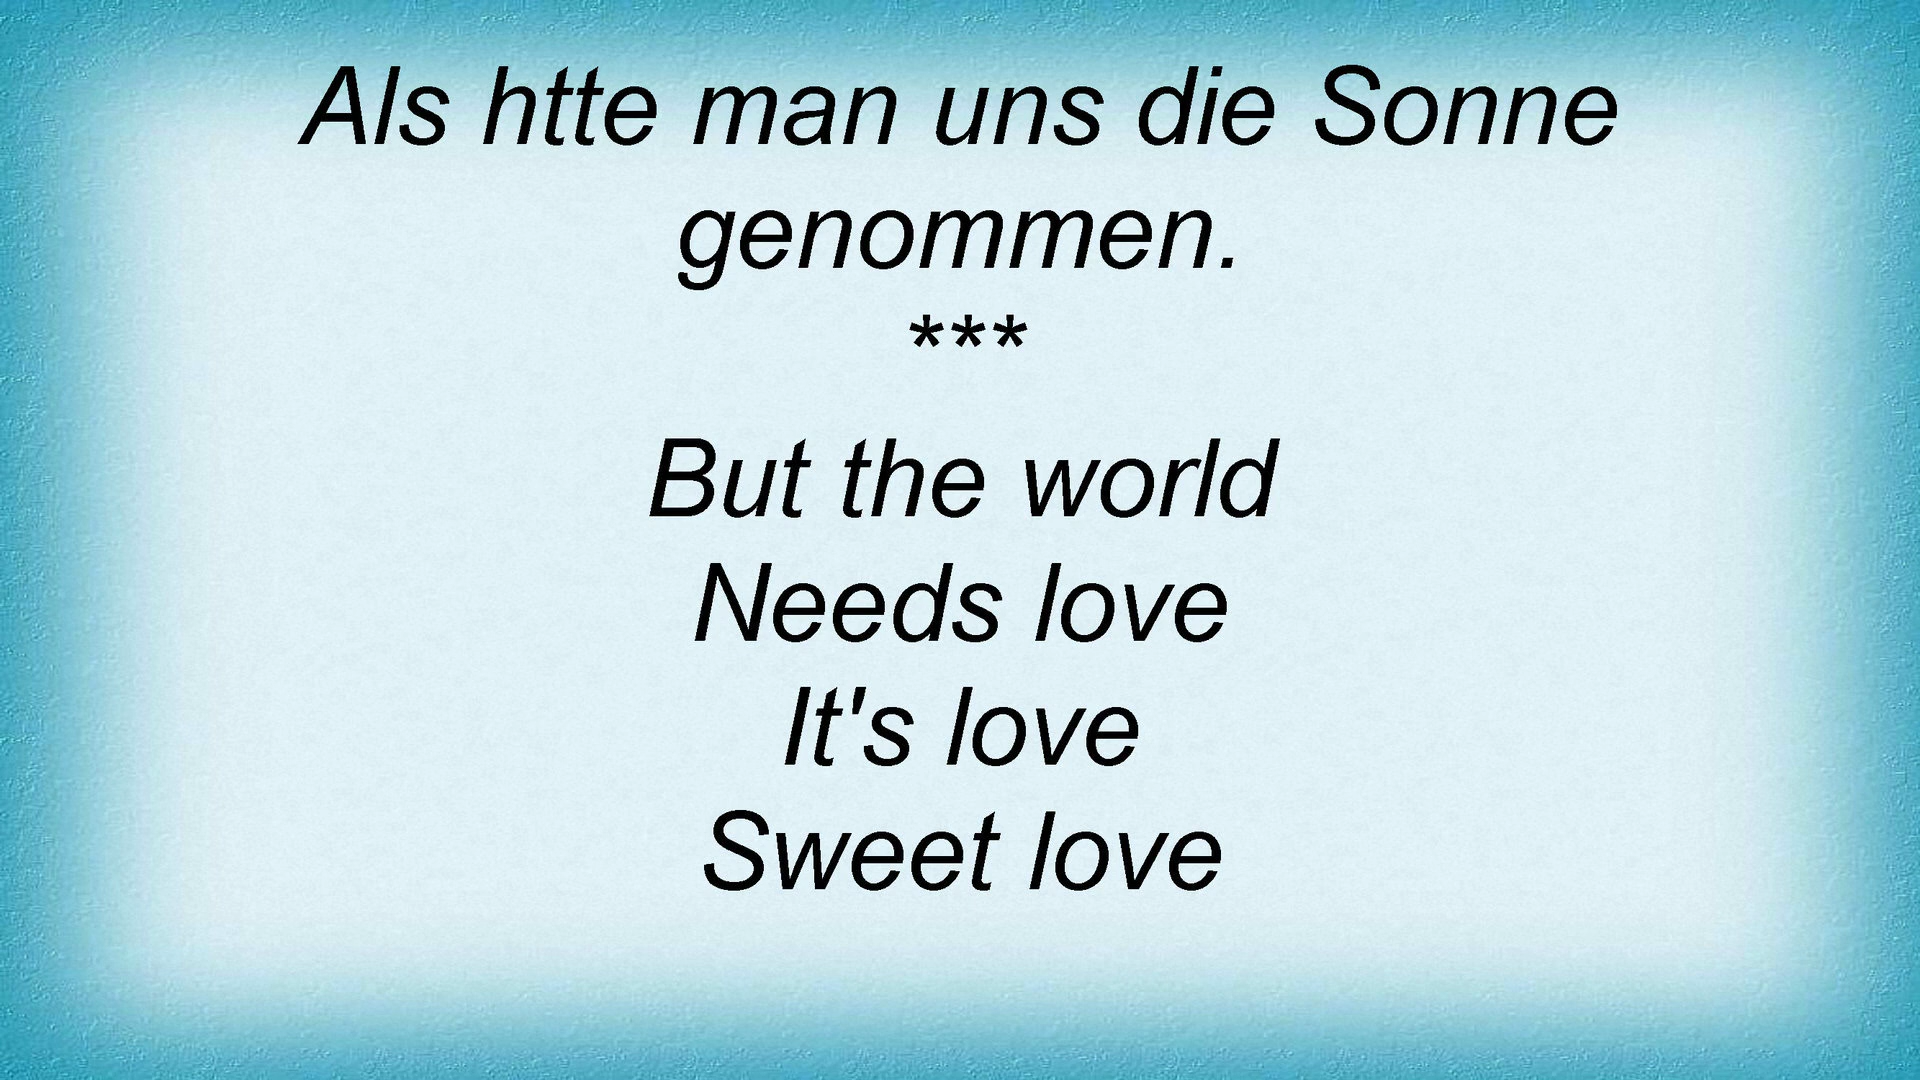 Als htte man uns die Sonne
genommen.
***
But the world
Needs love
It's love
Sweet love